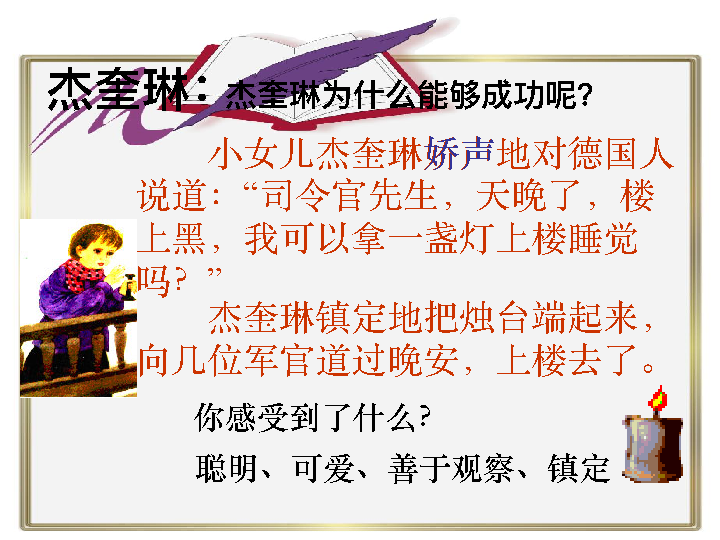 杰奎琳：杰奎琳为什么能够成功呢?
小女儿杰奎琳娇声地对德国人
说道：“司令官先生，天晚了，楼
上黑，我可以拿一盏灯上楼睡觉
吗？”
杰奎琳镇定地把烛台端起来，
向几位军官道过晚安，上楼去了。
你感受到了什么?
聪明、可爱、善于观察、镇定